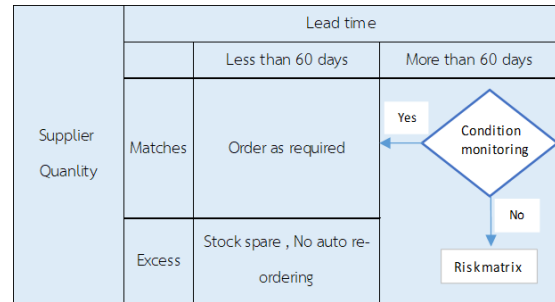 Lead time
Less than 60 days
More than 60 days
Supplier
Quanlity
Matches
Order as required
Yes
Condition
monitoring
No
Excess
Stock spare , No auto re-
ordering
Riskmatrix